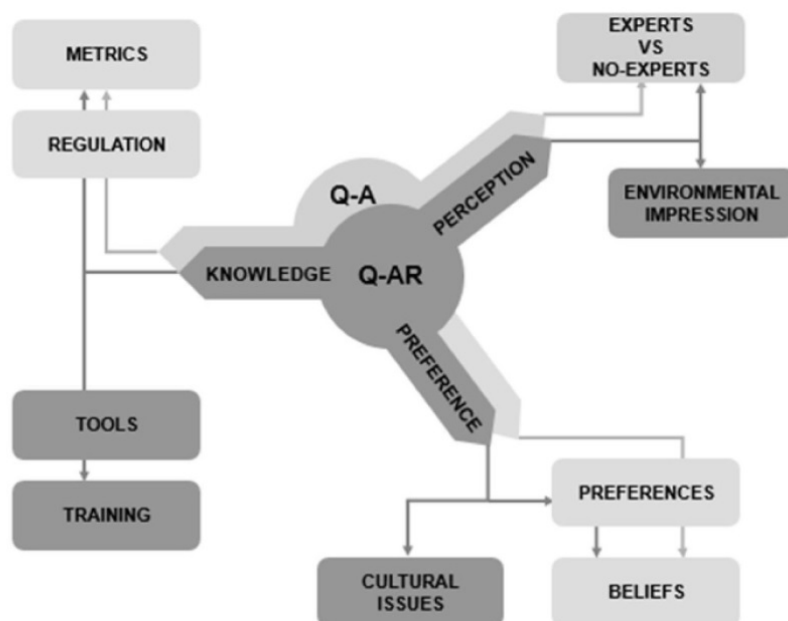 METRICS
REGULATION
EXPERTS
VS
NO-EXPERTS
Q-A
PERCEPTION
ENVIRONMENTAL
IMPRESSION
KNOWLEDGE
Q-AR
PREFERENCE
TOOLS
TRAINING
PREFERENCES
CULTURAL
ISSUES
BELIEFS